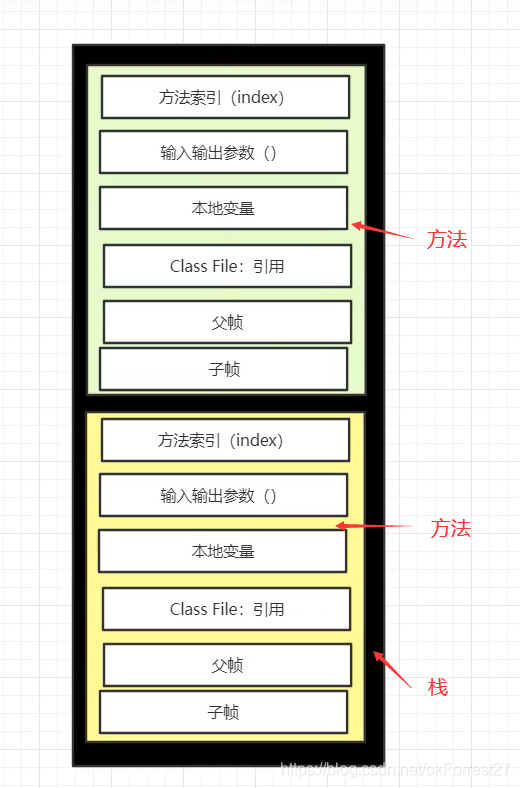 方法索引（index）
输入输出参数（）
本地变量
方法
Class File：引用
父帧
子帧
方法索引（index）
输入输出参数（）
方法
本地变量
Class File：引用
父帧
栈
子帧
https://blog.csdn.net/okForrest27